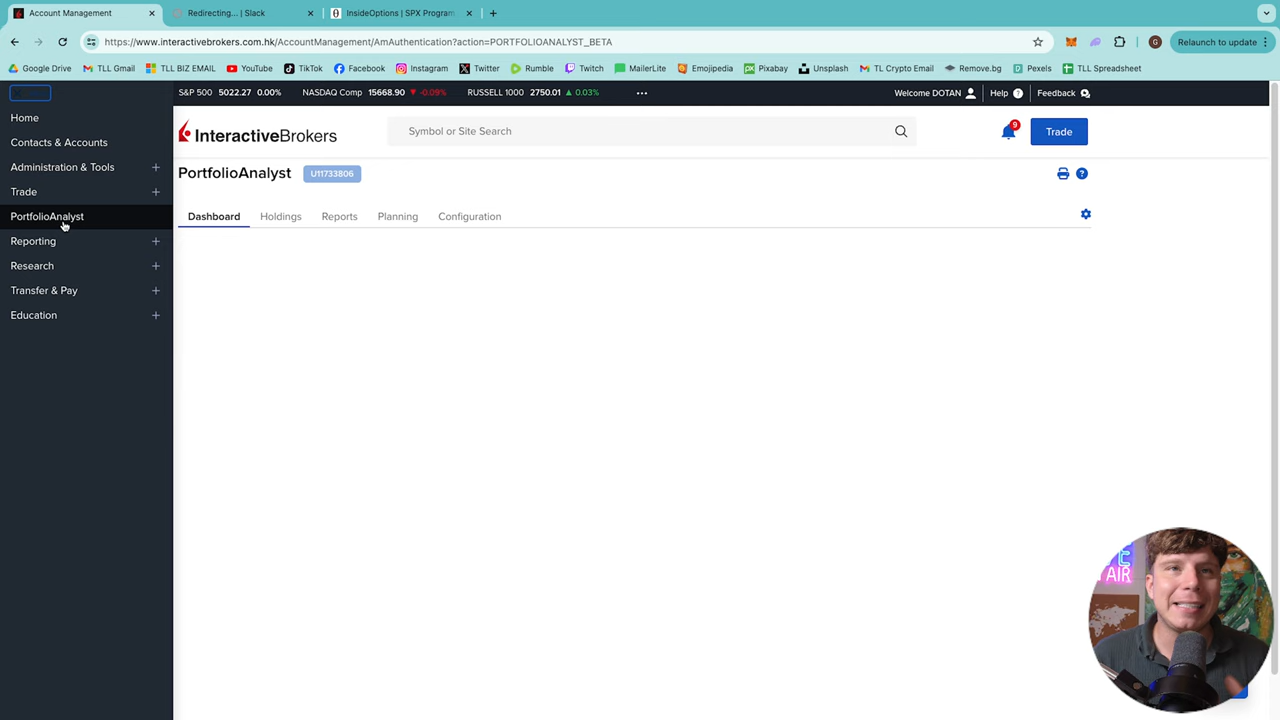 Account Management
Redirecting... | Slack
InsideOptions | SPX Program
https://www.interactivebrokers.com.hk/AccountManagement/AmAuthentication?action=PORTFOLIOANALYST_BETA
G
Relaunch to update
Google Drive
TLL Gmail
TLL BIZ EMAIL
YouTube
TikTok
Facebook
Instagram
Twitter
Rumble
Twitch
MailerLite
Emojipedia
Pixabay
Unsplash
TL Crypto Email
Remove.bg
Pexels
TLL Spreadsheet
Home
Contacts & Accounts
Administration & Tools
Trade
PortfolioAnalyst
Reporting
Research
Transfer & Pay
Education
S&P 500 5022.27 0.00%
NASDAQ Comp 15668.90 ▼ -0.09%
RUSSELL 1000 2750.01 ▲ 0.03%
Welcome DOTAN
Help
Feedback
InteractiveBrokers
Symbol or Site Search
9
Trade
PortfolioAnalyst
U11733806
Dashboard
Holdings
Reports
Planning
Configuration
AIR